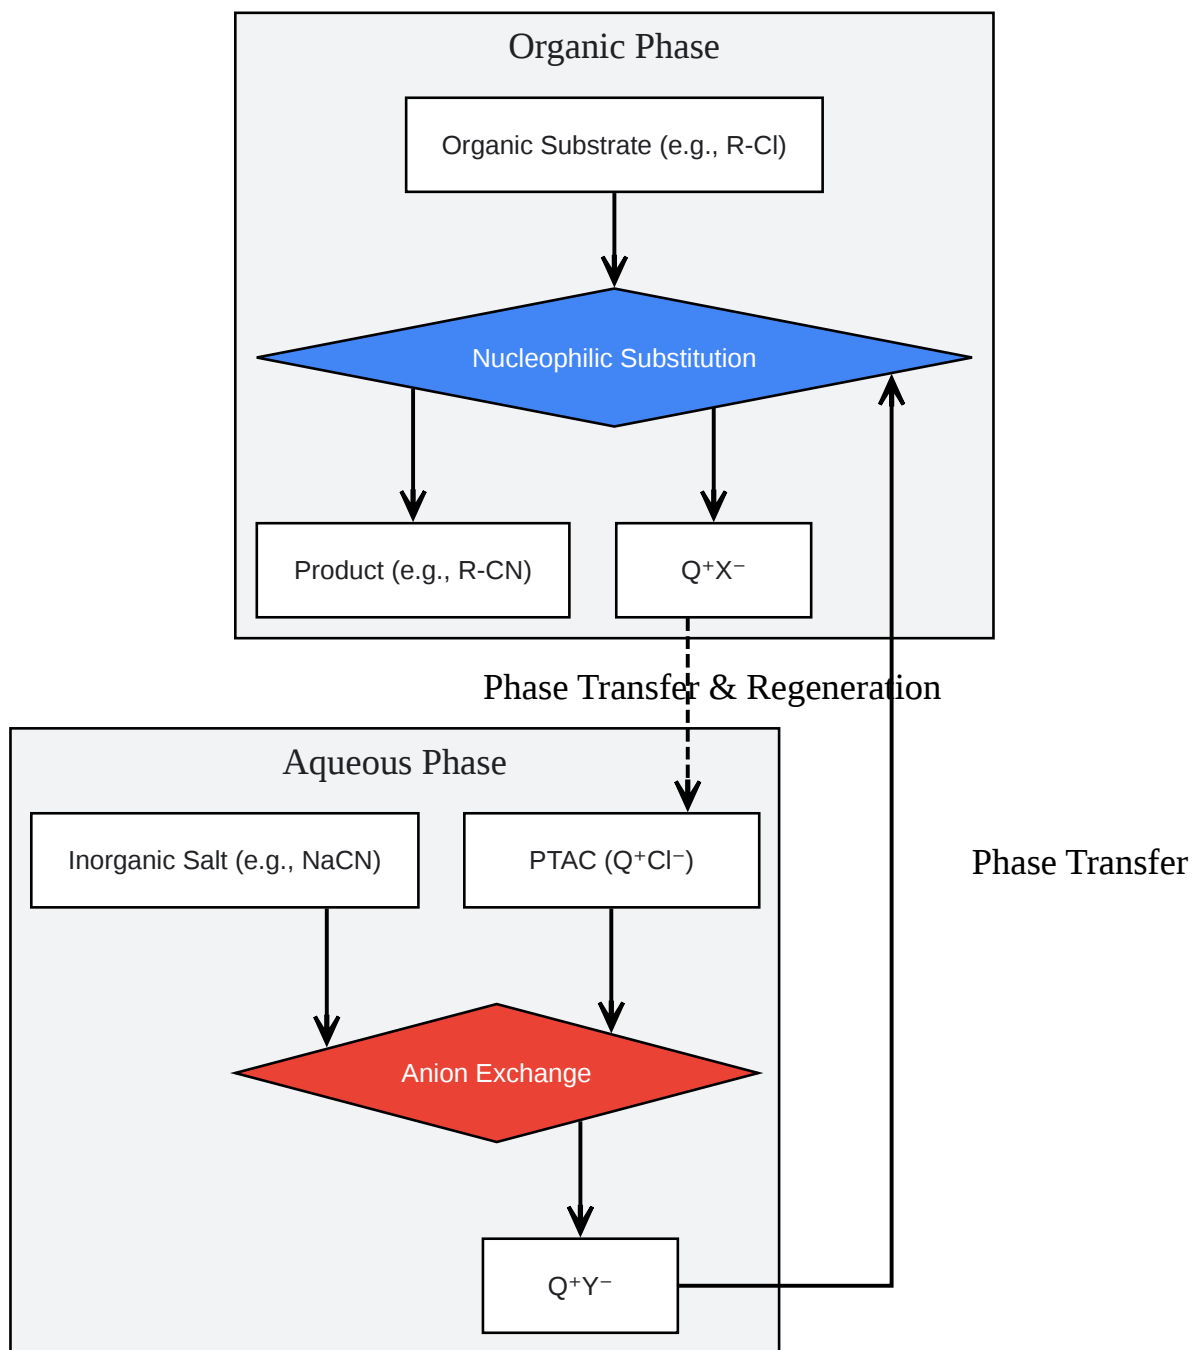 Organic Phase
Organic Substrate (e.g., R-Cl)
Nucleophilic Substitution
Product (e.g., R-CN)
Q⁺X⁻
Phase Transfer & Regeneration
Aqueous Phase
Inorganic Salt (e.g., NaCN)
PTAC (Q⁺Cl⁻)
Phase Transfer
Anion Exchange
Q⁺Y⁻